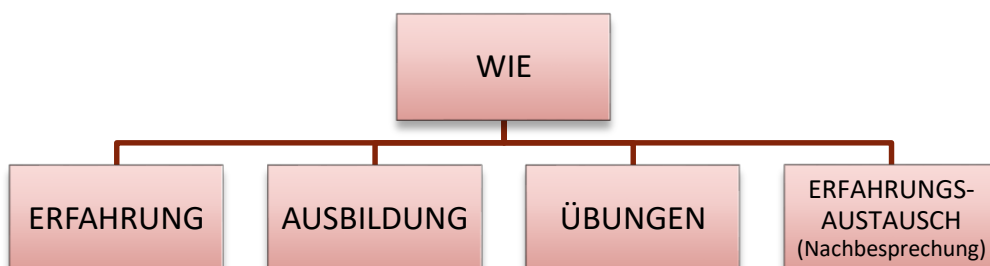 WIE
ERFAHRUNG
AUSBILDUNG
ÜBUNGEN
ERFAHRUNGS-
AUSTAUSCH
(Nachbesprechung)